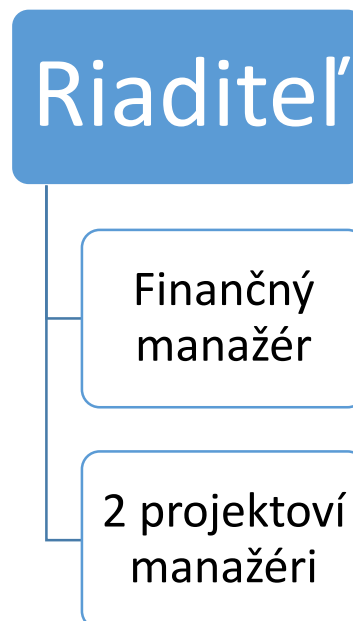 Riaditeľ
Finančný
manažér
2 projektoví
manažéri